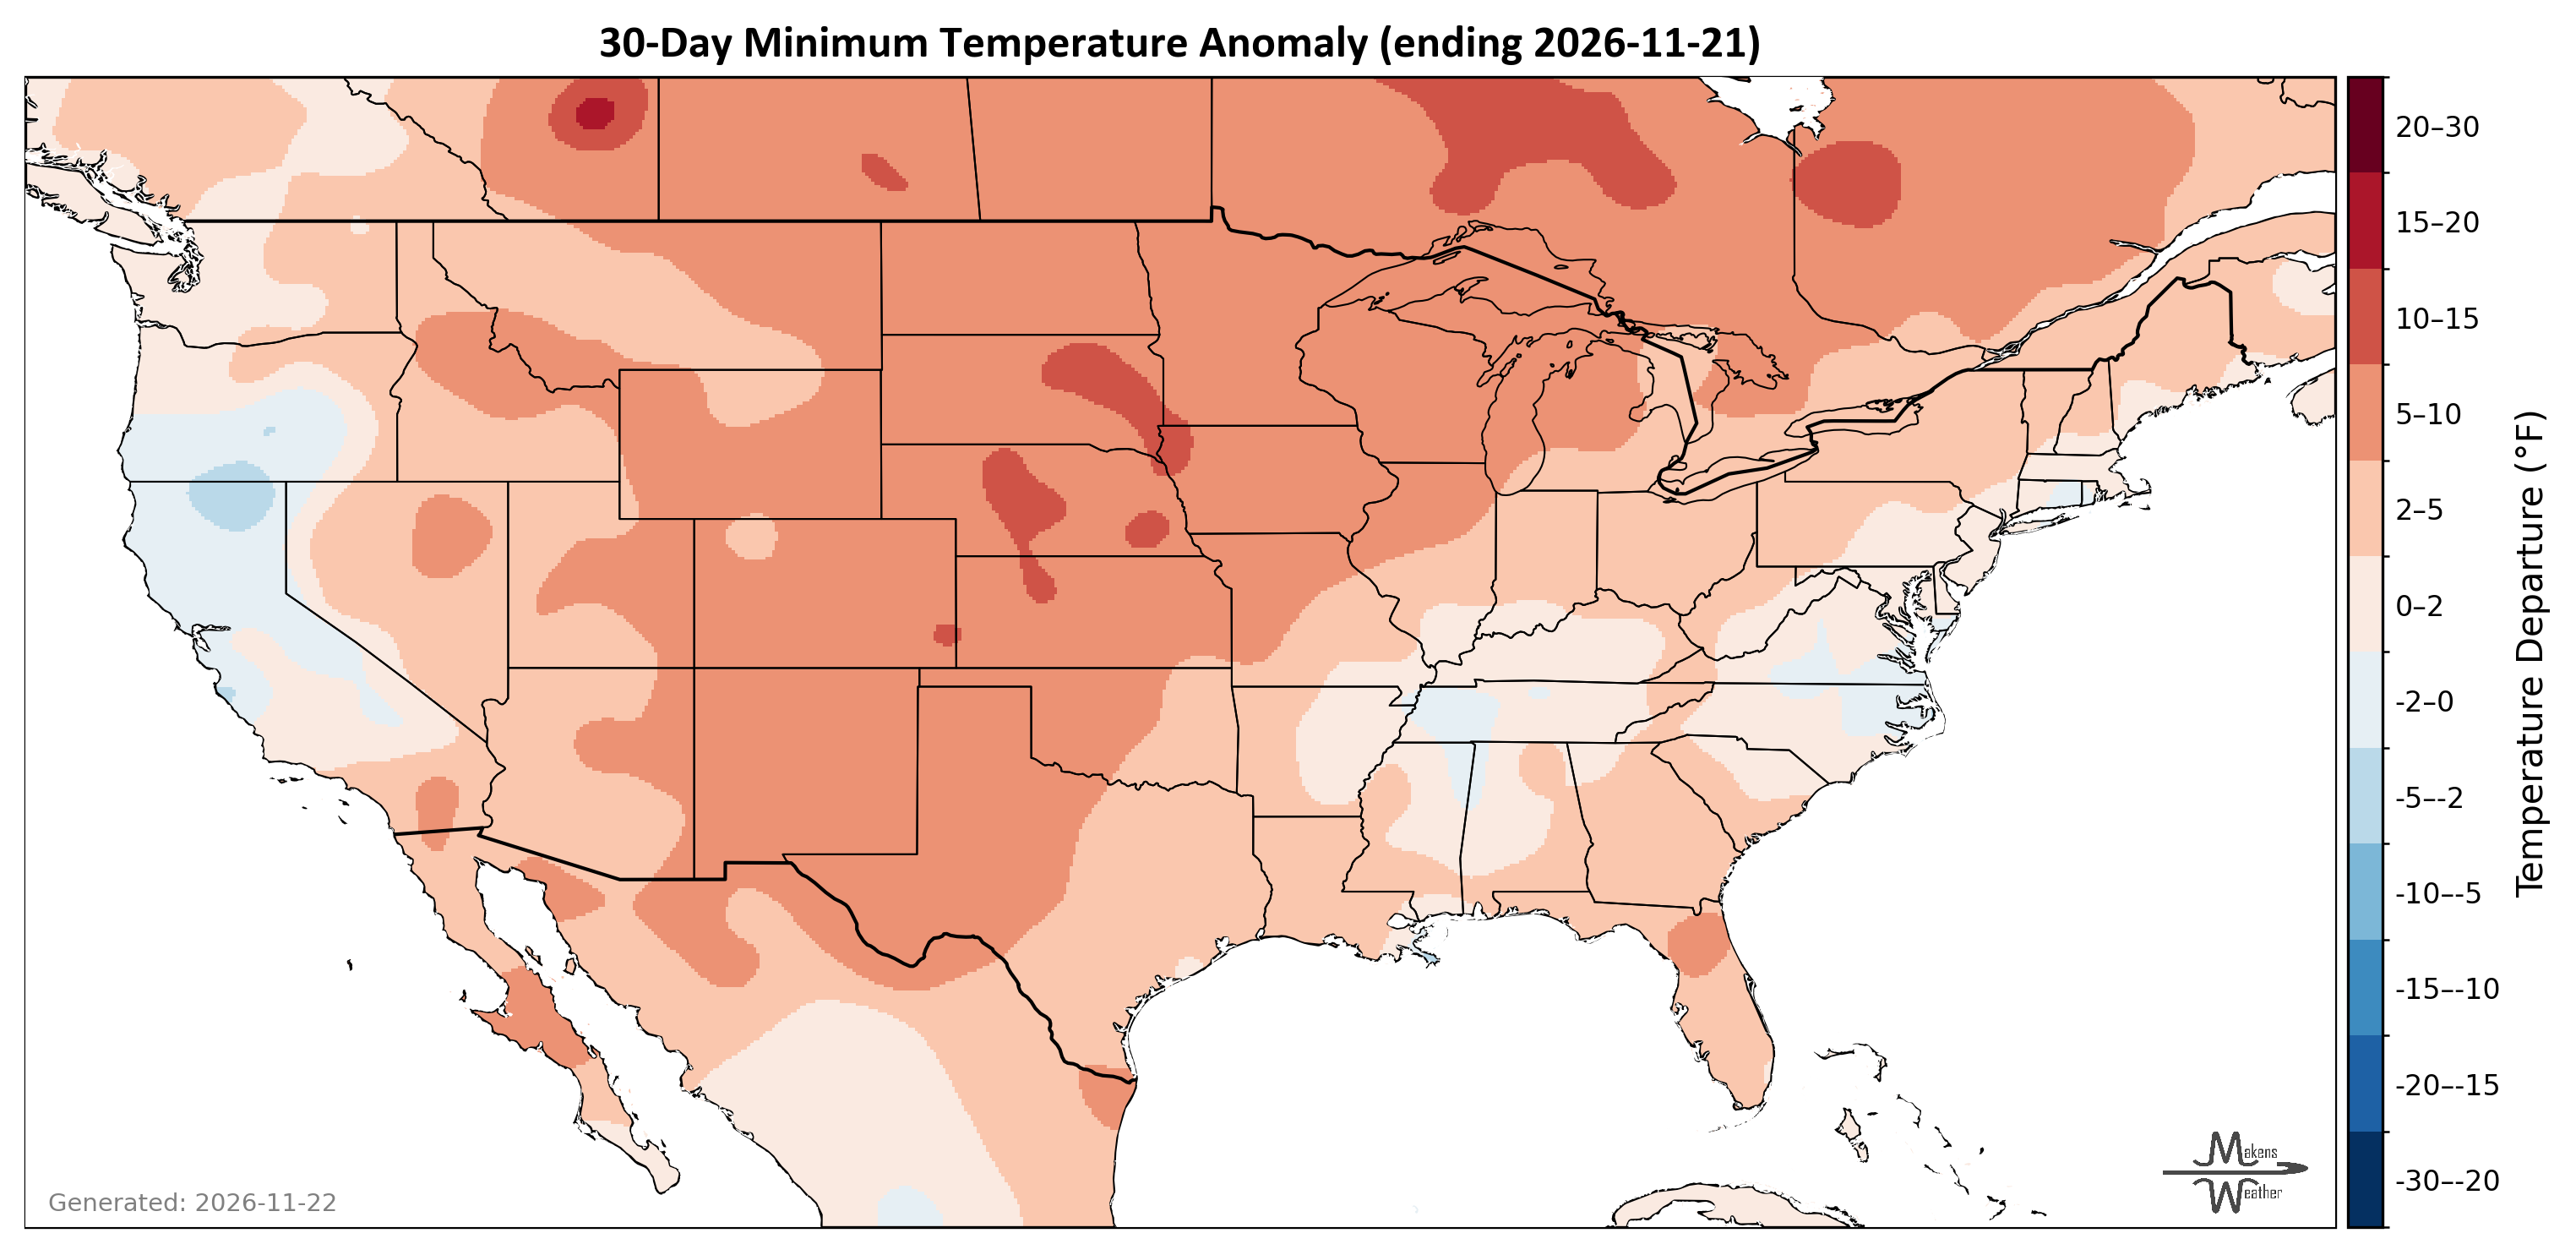 30-Day Minimum Temperature Anomaly (ending 2026-11-21)
20–30
15–20
10–15
5–10
2–5
0–2
-2–0
-5–-2
-10–-5
-15–-10
-20–-15
-30–-20
Temperature Departure (°F)
Generated: 2026-11-22
Makens
Weather